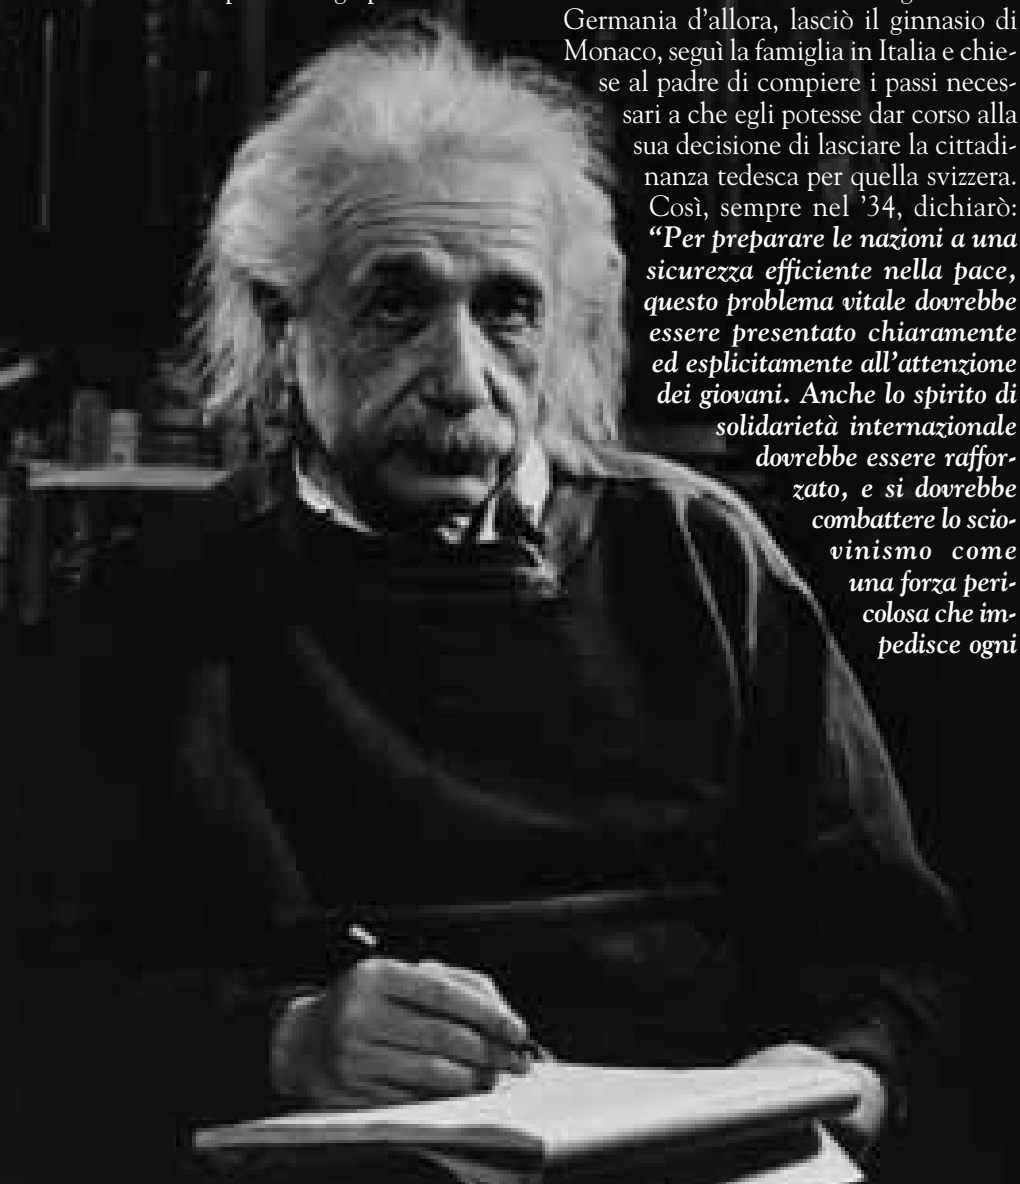 Germania d'allora, lasciò il ginnasio di
Monaco, seguì la famiglia in Italia e chie-
se al padre di compiere i passi neces-
sari a che egli potesse dar corso alla
sua decisione di lasciare la cittadi-
nanza tedesca per quella svizzera.
Così, sempre nel ’34, dichiarò:
“Per preparare le nazioni a una
sicurezza efficiente nella pace,
questo problema vitale dovrebbe
essere presentato chiaramente
ed esplicitamente all’attenzione
dei giovani. Anche lo spirito di
solidarietà internazionale
dovrebbe essere raffor-
zato, e si dovrebbe
combattere lo scio-
vinismo come
una forza peri-
colosa che im-
pedisce ogni